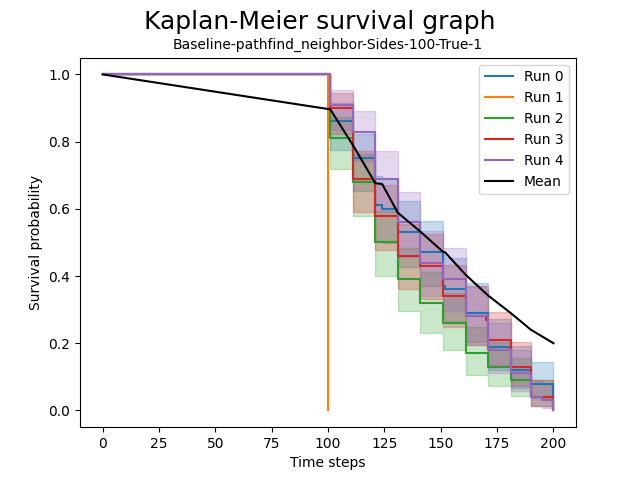 Kaplan-Meier survival graph
Baseline-pathfind_neighbor-Sides-100-True-1
Survival probability
1.0
0.8
0.6
0.4
0.2
0.0
Run 0
Run 1
Run 2
Run 3
Run 4
Mean
0 25 50 75 100 125 150 175 200
Time steps